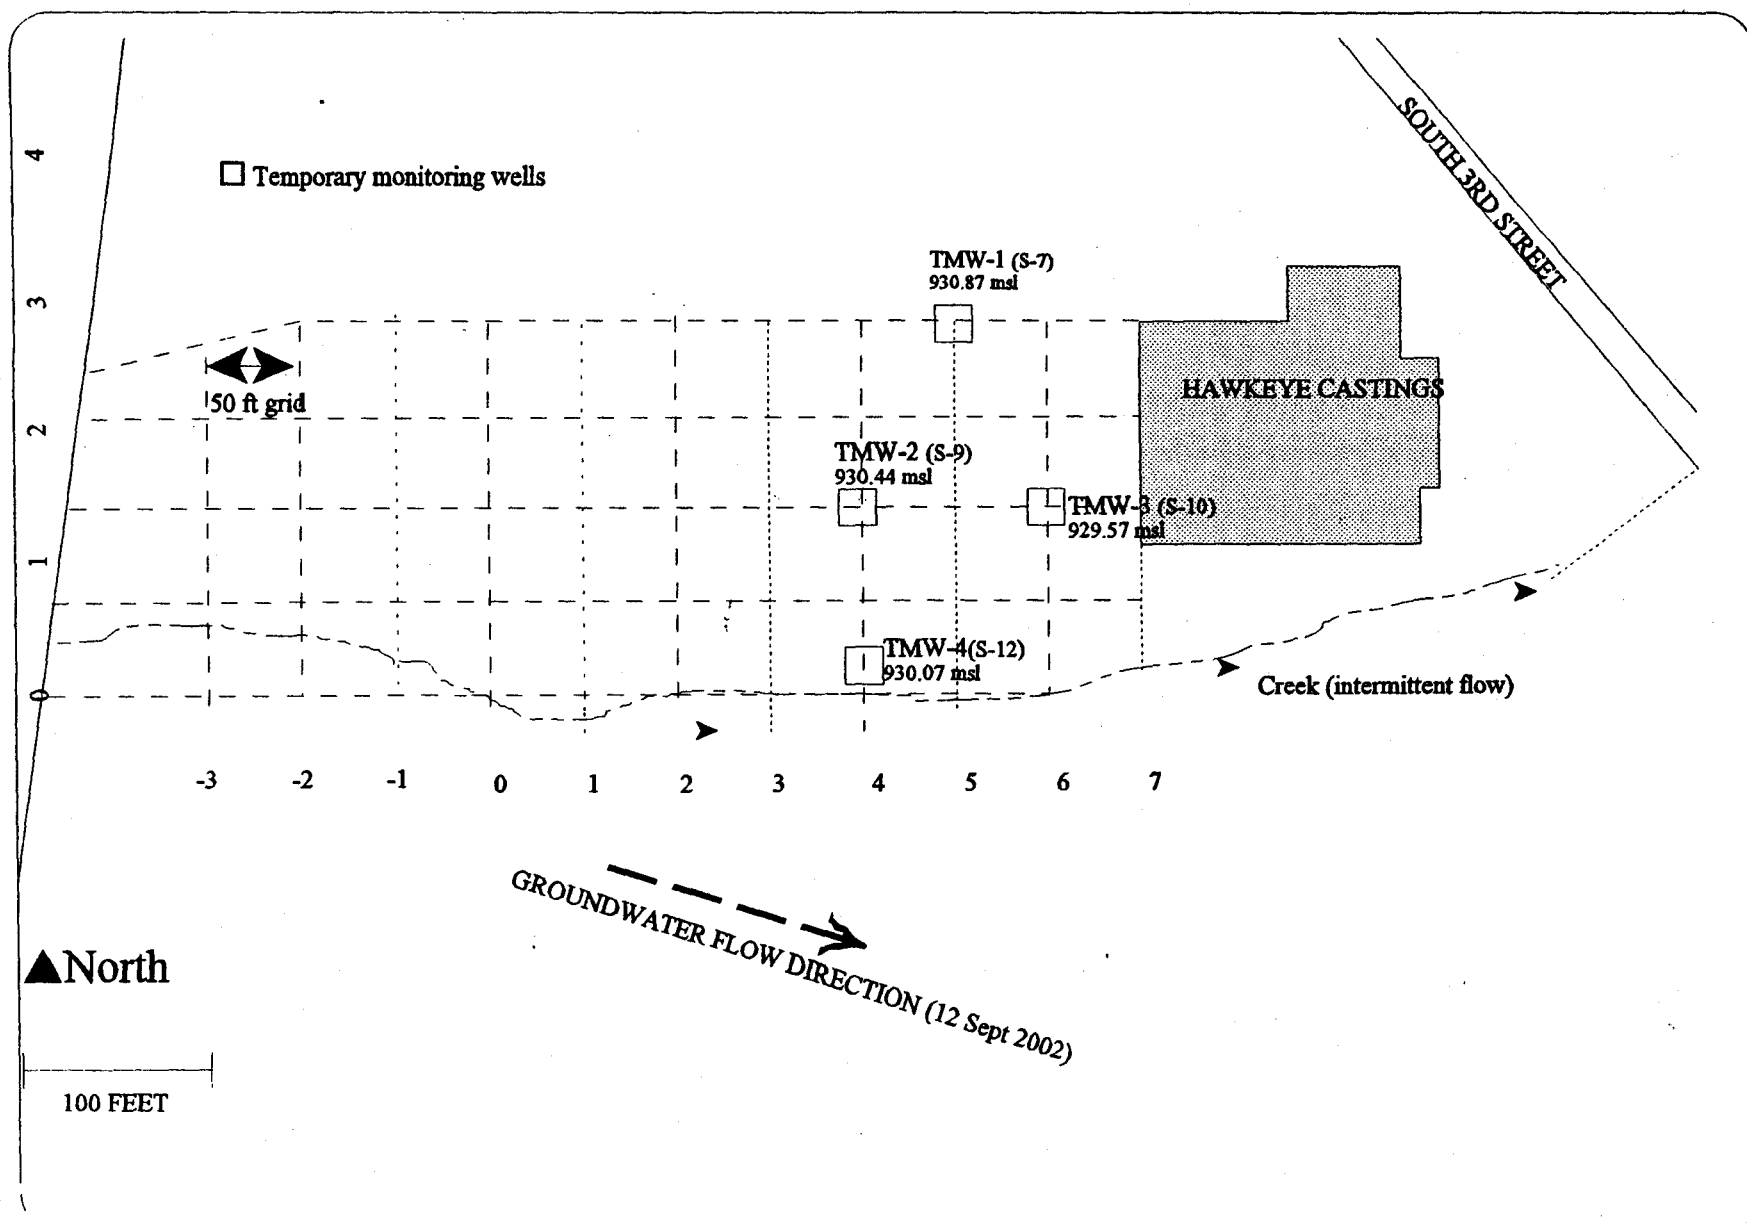 SOUTH 3RD STREET
4
Temporary monitoring wells
TMW-1 (S-7)
930.87 msl
3
HAWKEYE CASTINGS
50 ft grid
2
TMW-2 (S-9)
930.44 msl
TMW-3 (S-10)
929.57 msl
1
TMW-4(S-12)
930.07 msl
0
Creek (intermittent flow)
-3 -2 -1 0 1 2 3 4 5 6 7
GROUNDWATER FLOW DIRECTION (12 Sept 2002)
North
100 FEET